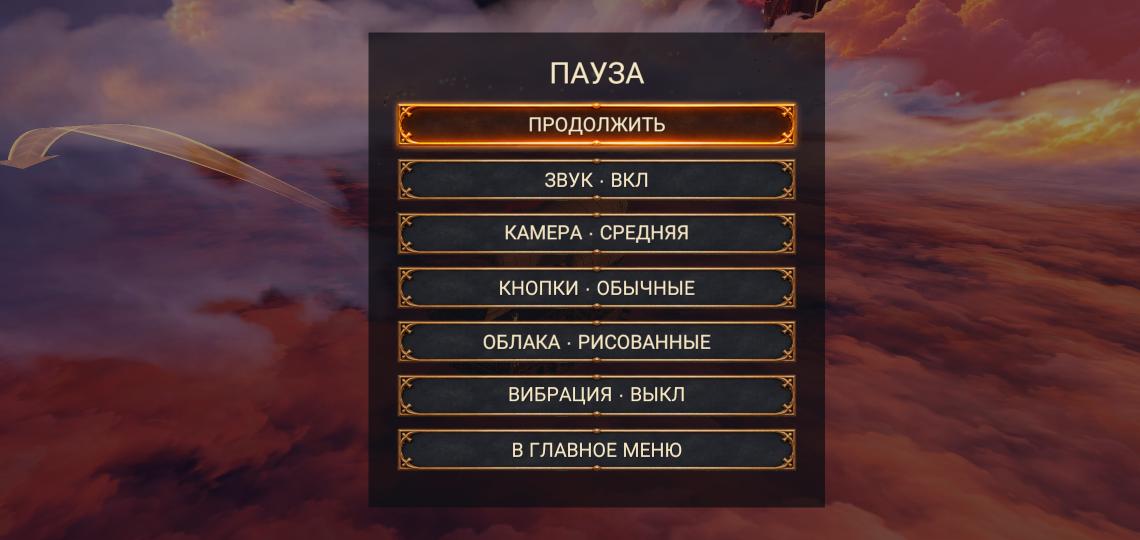 ПАУЗА
ПРОДОЛЖИТЬ
ЗВУК · ВКЛ
КАМЕРА · СРЕДНЯЯ
КНОПКИ · ОБЫЧНЫЕ
ОБЛАКА · РИСОВАННЫЕ
ВИБРАЦИЯ · ВЫКЛ
В ГЛАВНОЕ МЕНЮ